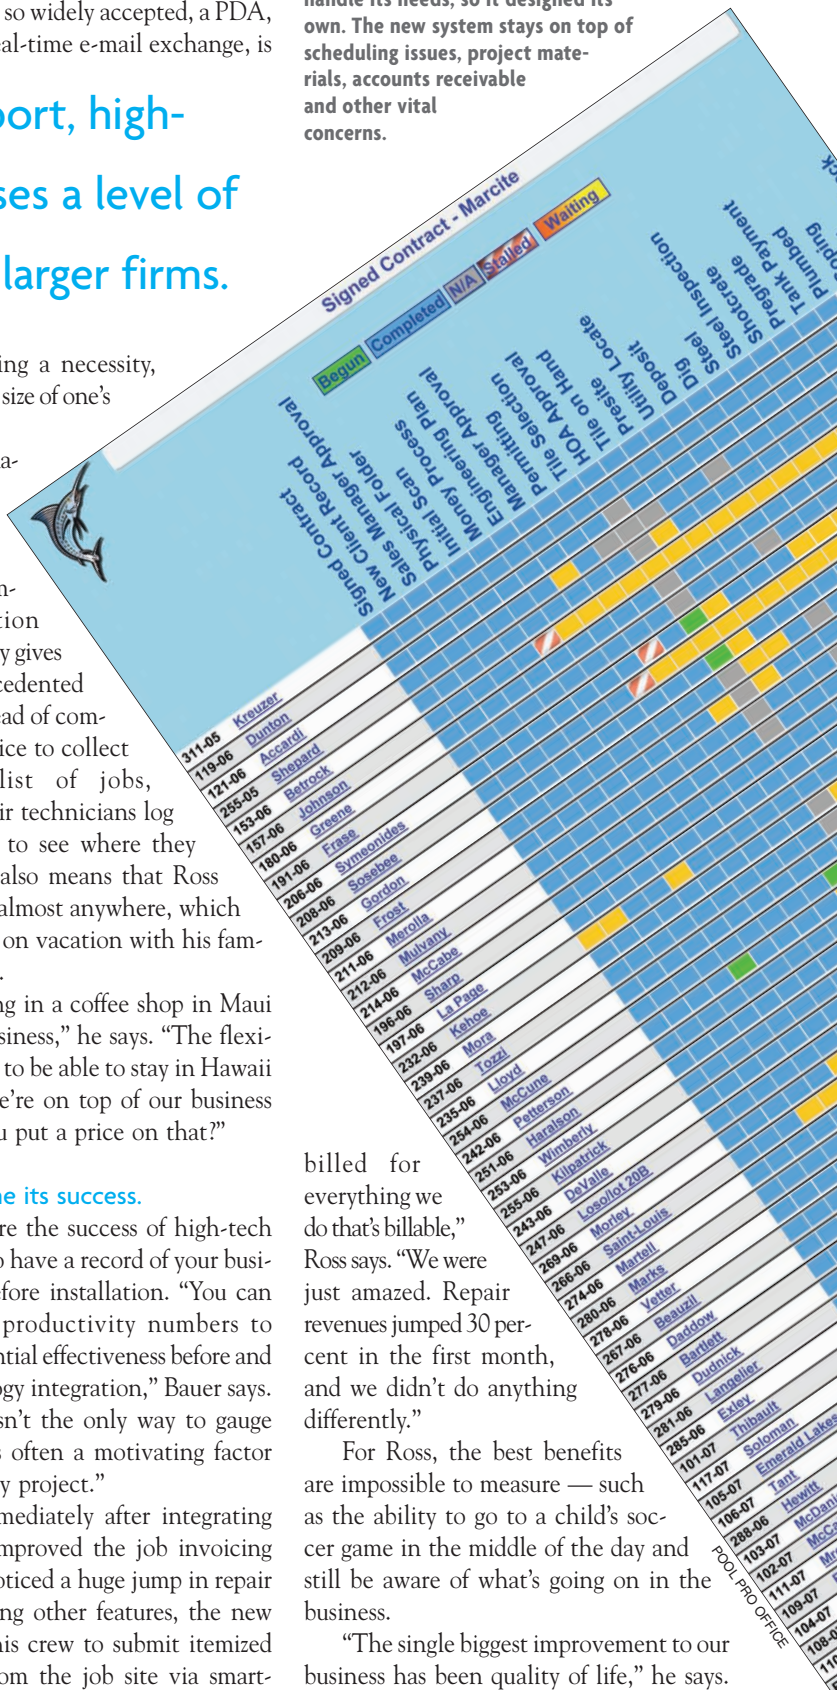 so widely accepted, a PDA,
eal-time e-mail exchange, is
port, high-
ses a level of
larger firms.
ing a necessity,
size of one's
a-
n-
tion
y gives
cedented
ead of com-
ice to collect
list of jobs,
ir technicians log
to see where they
also means that Ross
almost anywhere, which
on vacation with his fam-
.
ng in a coffee shop in Maui
siness," he says. "The flexi-
to be able to stay in Hawaii
e're on top of our business
u put a price on that?"
ne its success.
re the success of high-tech
o have a record of your busi-
efore installation. "You can
productivity numbers to
ntial effectiveness before and
ogy integration," Bauer says.
sn't the only way to gauge
s often a motivating factor
y project."
mediately after integrating
mproved the job invoicing
oticed a huge jump in repair
ng other features, the new
his crew to submit itemized
om the job site via smart-
handle its needs, so it designed its
own. The new system stays on top of
scheduling issues, project mate-
rials, accounts receivable
and other vital
concerns.
Signed Contract - Marcite
Begun Completed N/A Stalled Waiting
Signed Contract
New Client Record
Sales Manager Approval
Physical Folder
Initial Scan
Money Process
Engineering Plan
Manager Approval
Permitting
Tile Selection
HOA Approval
Tile on Hand
Presite
Utility Locate
Deposit
Dig
Steel Inspection
Steel
Shotcrete
Pregrade
Tank Payment
Plumbed
311-05 Kreuzer
119-06 Dunton
121-06 Accardi
255-05 Shepard
153-06 Betrock
157-06 Johnson
180-06 Greene
191-06 Frase
206-06 Symeonides
208-06 Sosebee
213-06 Gordon
209-06 Frost
211-06 Merolla
212-06 Mulvany
214-06 McCabe
196-06 Sharp
197-06 La Page
232-06 Kehoe
239-06 Mora
237-06 Tozzi
235-06 Lloyd
254-06 McCune
242-06 Petterson
251-06 Haralson
253-06 Wimberly
255-06 Kilpatrick
243-06 DeValle
247-06 Loso/lot 20B
269-06 Morley
266-06 Saint-Louis
274-06 Martell
280-06 Marks
278-06 Vetter
267-06 Beauzil
276-06 Daddow
277-06 Bartlett
279-06 Dudnick
281-06 Langelier
285-06 Exley
101-07 Thibault
117-07 Soloman
105-07 Emerald Lakes
106-07 Tant
288-06 Hewitt
103-07 McDani
102-07 McCa
111-07
109-07
104-07
POOL PRO OFFICE
billed for
everything we
do that's billable,"
Ross says. "We were
just amazed. Repair
revenues jumped 30 per-
cent in the first month,
and we didn't do anything
differently."
For Ross, the best benefits
are impossible to measure — such
as the ability to go to a child's soc-
cer game in the middle of the day and
still be aware of what's going on in the
business.
"The single biggest improvement to our
business has been quality of life," he says.